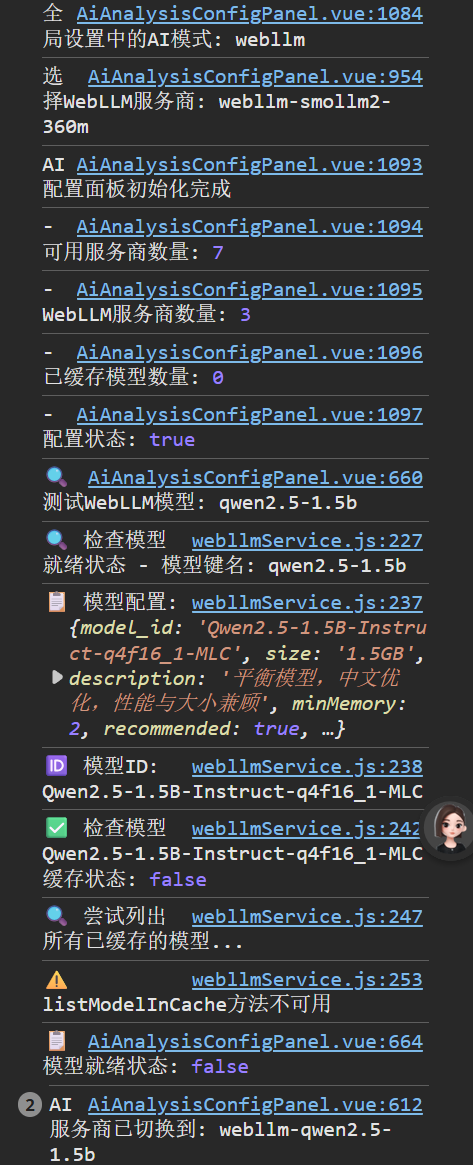 全 AiAnalysisConfigPanel.vue:1084
局设置中的AI模式: webllm
选 AiAnalysisConfigPanel.vue:954
择WebLLM服务商: webllm-smollm2-
360m
AI AiAnalysisConfigPanel.vue:1093
配置面板初始化完成
- AiAnalysisConfigPanel.vue:1094
可用服务商数量: 7
- AiAnalysisConfigPanel.vue:1095
WebLLM服务商数量: 3
- AiAnalysisConfigPanel.vue:1096
已缓存模型数量: 0
- AiAnalysisConfigPanel.vue:1097
配置状态: true
🔍 AiAnalysisConfigPanel.vue:660
测试WebLLM模型: qwen2.5-1.5b
🔍 检查模型 webllmService.js:227
就绪状态 - 模型键名: qwen2.5-1.5b
📋 模型配置: webllmService.js:237
{model_id: 'Qwen2.5-1.5B-Instru
ct-q4f16_1-MLC', size: '1.5GB',
description: '平衡模型，中文优
化，性能与大小兼顾', minMemory:
2, recommended: true, …}
🆔 模型ID: webllmService.js:238
Qwen2.5-1.5B-Instruct-q4f16_1-MLC
✅ 检查模型 webllmService.js:242
Qwen2.5-1.5B-Instruct-q4f16_1-MLC
缓存状态: false
🔍 尝试列出 webllmService.js:247
所有已缓存的模型...
⚠️ webllmService.js:253
listModelInCache方法不可用
📋 AiAnalysisConfigPanel.vue:664
模型就绪状态: false
2 AI AiAnalysisConfigPanel.vue:612
服务商已切换到: webllm-qwen2.5-
1.5b